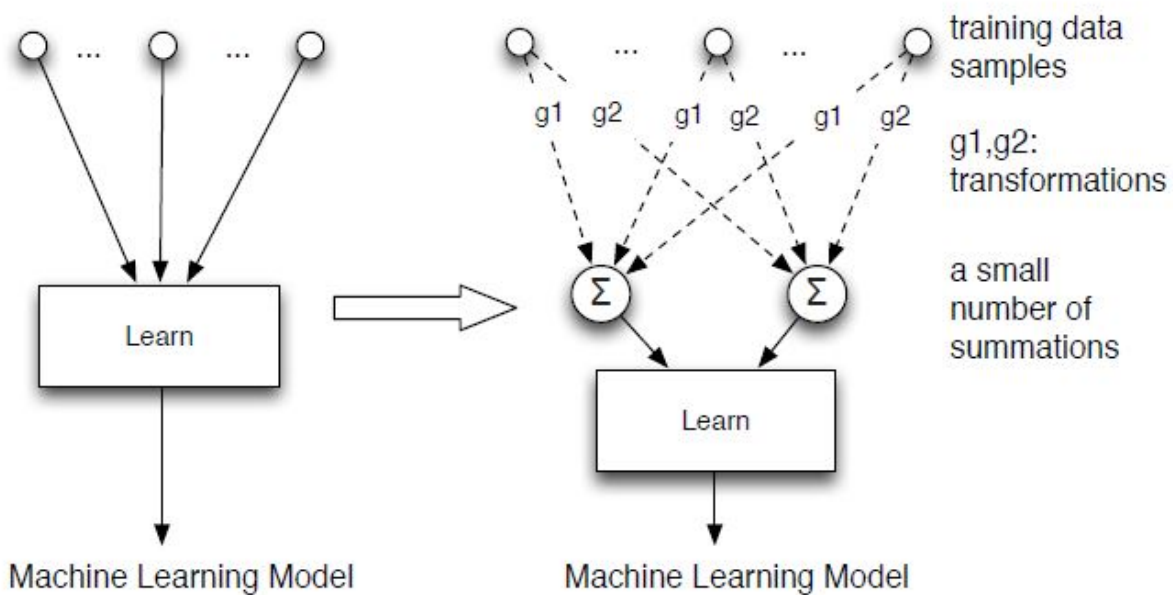 ... ...
Learn
Machine Learning Model
... ...
g1 g2 g1 g2 g1 g2
Σ Σ
Learn
Machine Learning Model
training data
samples
g1,g2:
transformations
a small
number of
summations